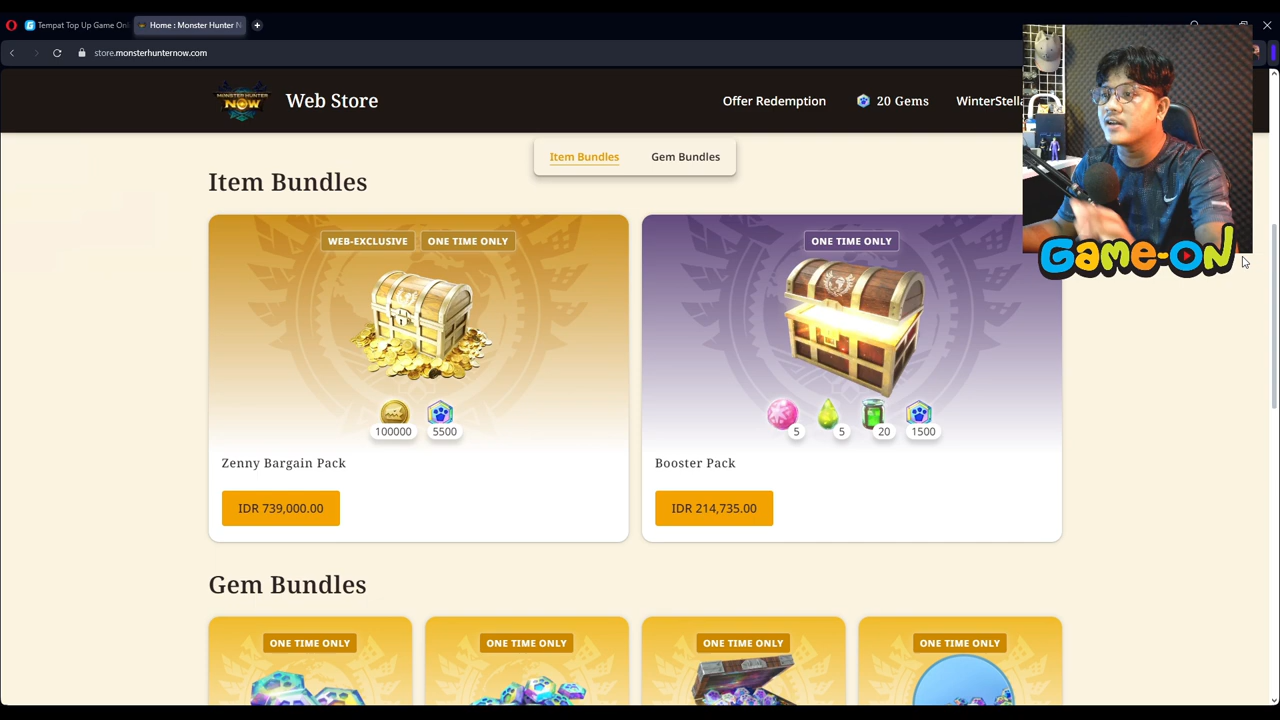 Tempat Top Up Game On
Home : Monster Hunter N
store.monsterhunternow.com
MONSTER HUNTER
NOW
Web Store
Offer Redemption
20 Gems
Item Bundles
Gem Bundles
Item Bundles
WEB-EXCLUSIVE
ONE TIME ONLY
100000
5500
Zenny Bargain Pack
IDR 739,000.00
ONE TIME ONLY
5
5
20
1500
Booster Pack
IDR 214,735.00
GAME-ON
Gem Bundles
ONE TIME ONLY
ONE TIME ONLY
ONE TIME ONLY
ONE TIME ONLY